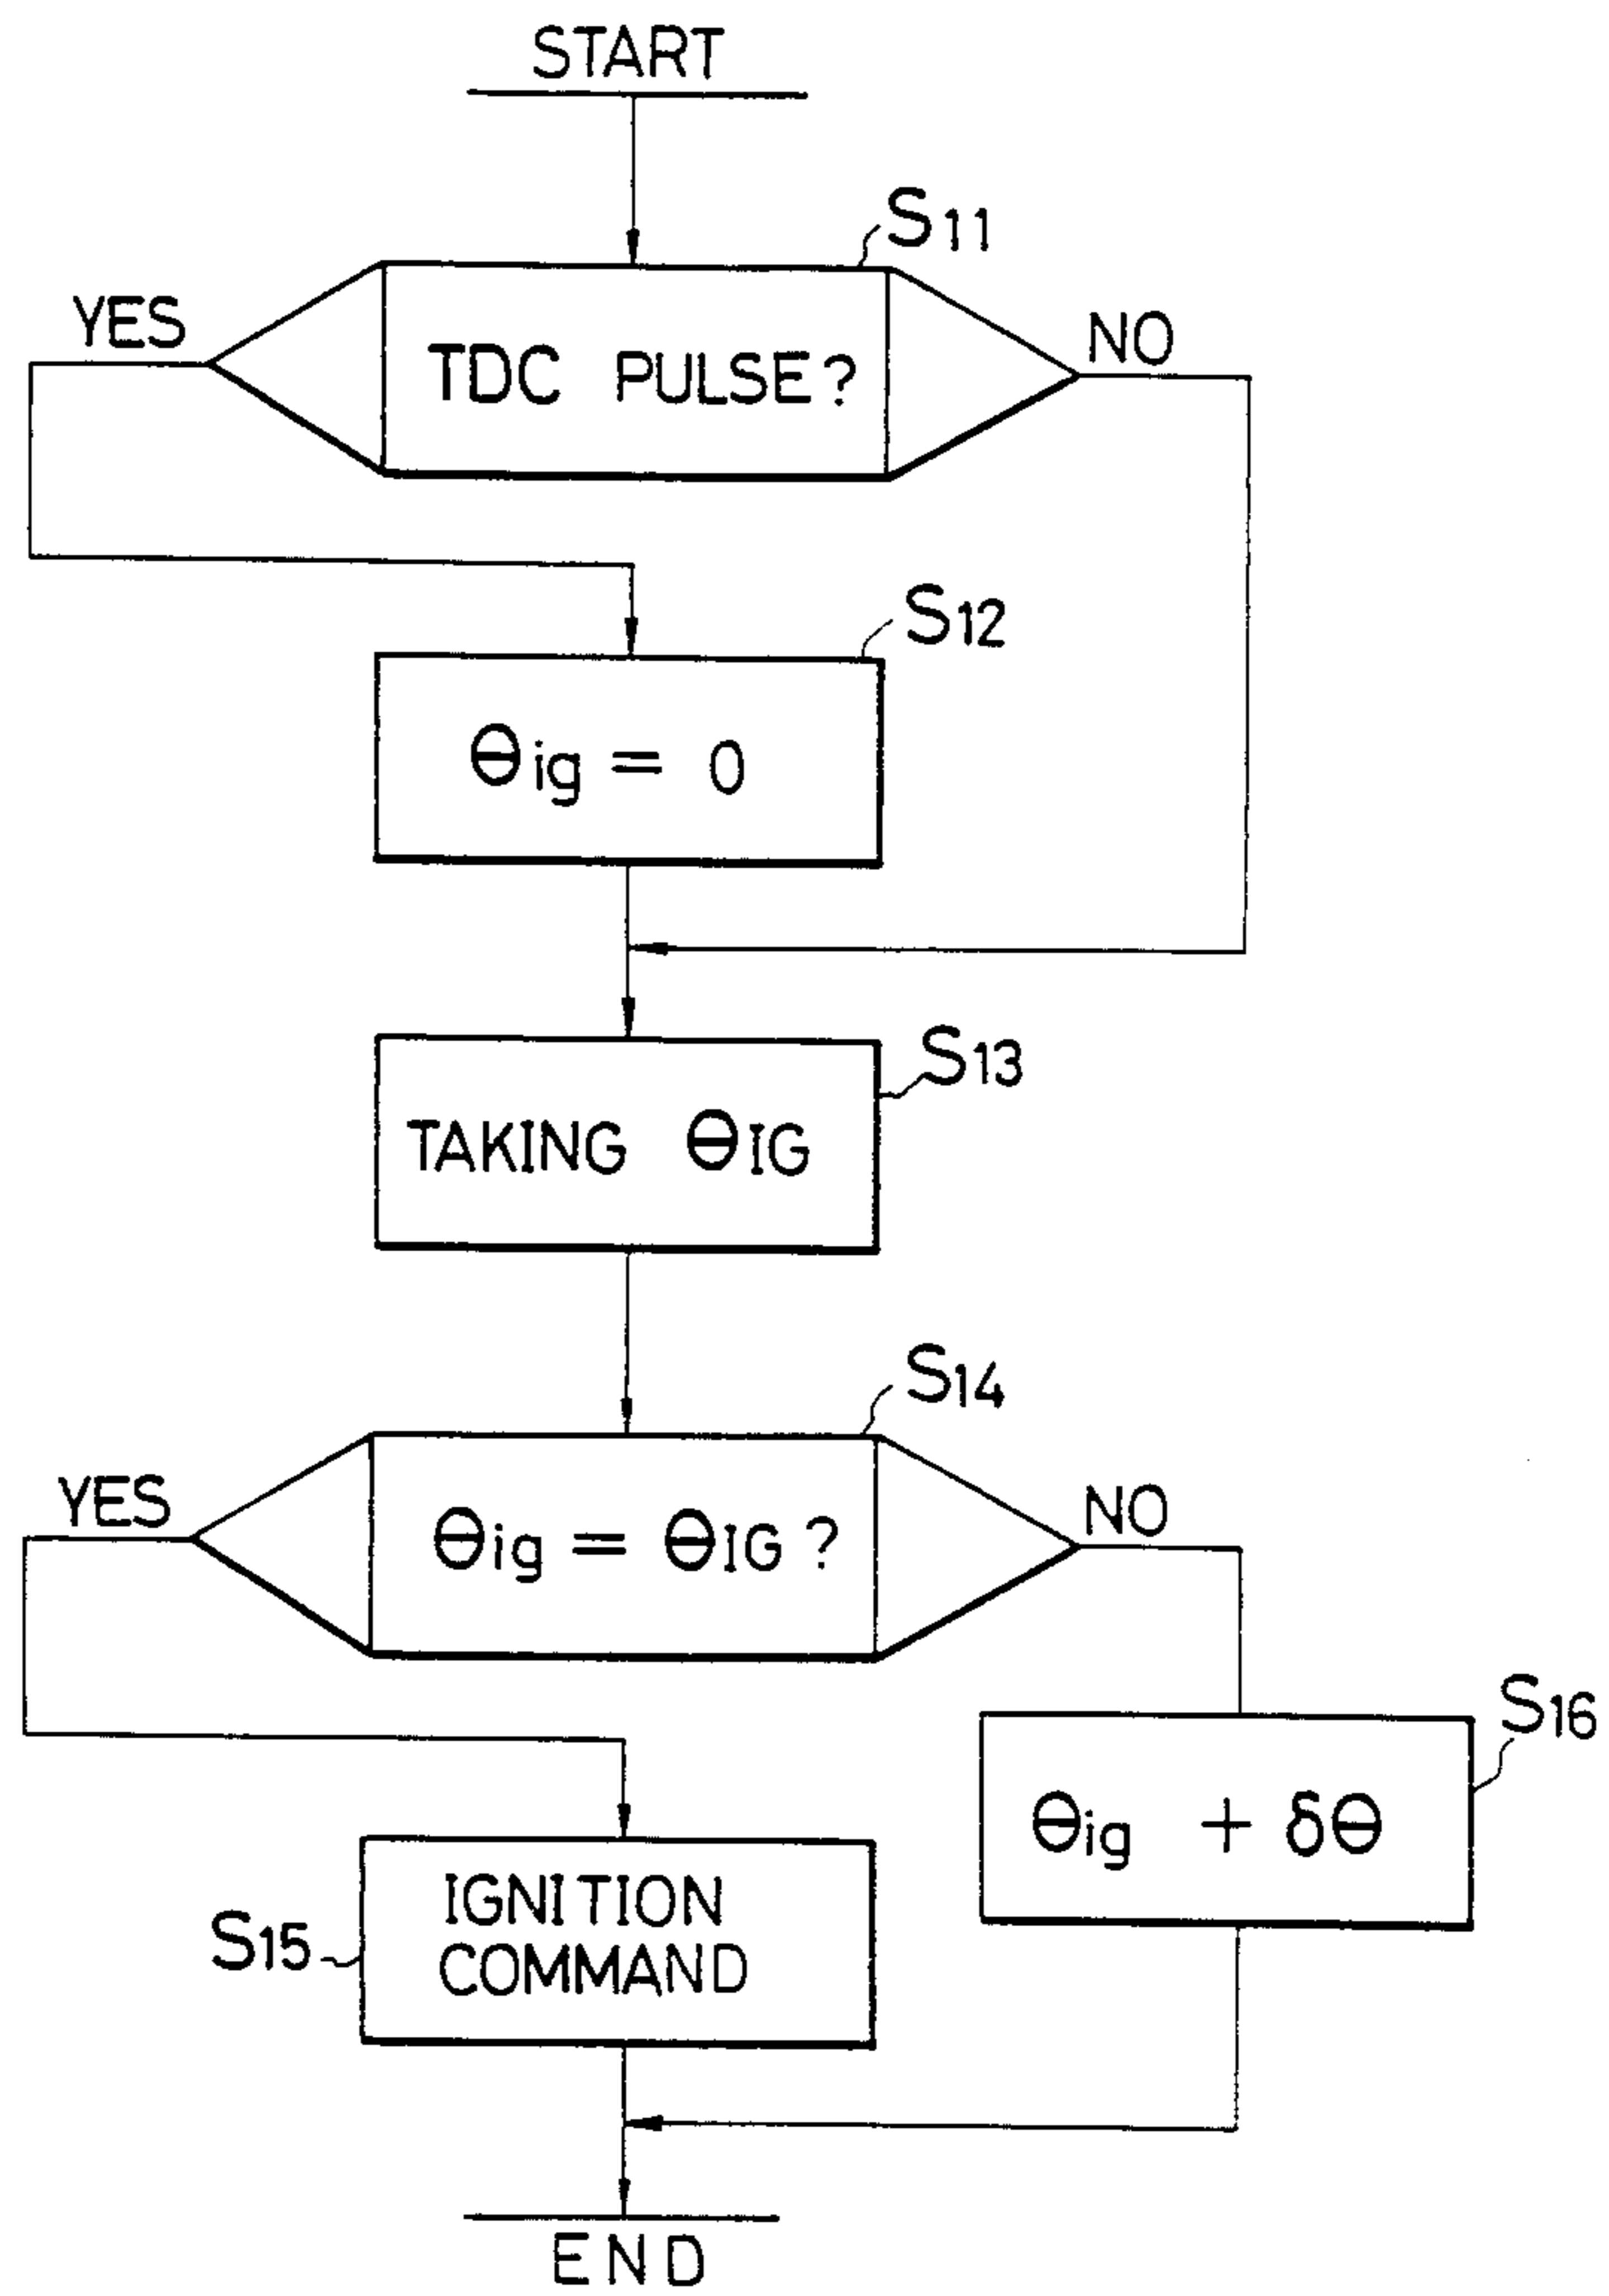 START
S11
YES
TDC PULSE?
NO
S12
Θig = 0
S13
TAKING ΘIG
S14
YES
Θig = ΘIG ?
NO
S16
Θig + δΘ
IGNITION
COMMAND
S15
END